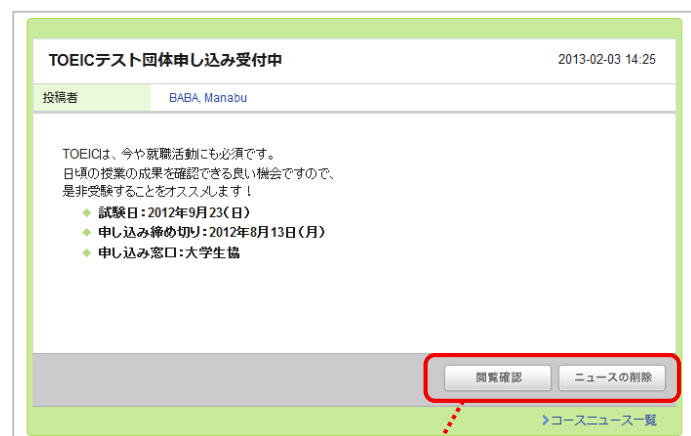 TOEICテスト団体申し込み受付中
2013-02-03 14:25
投稿者
BABA, Manabu
TOEICは、今や就職活動にも必須です。
日頃の授業の成果を確認できる良い機会ですので、
是非受験することをオススメします！
試験日：2012年9月23(日)
申し込み締め切り：2012年8月13日(月)
申し込み窓口：大学生協
閲覧確認
ニュースの削除
>コースニュース一覧